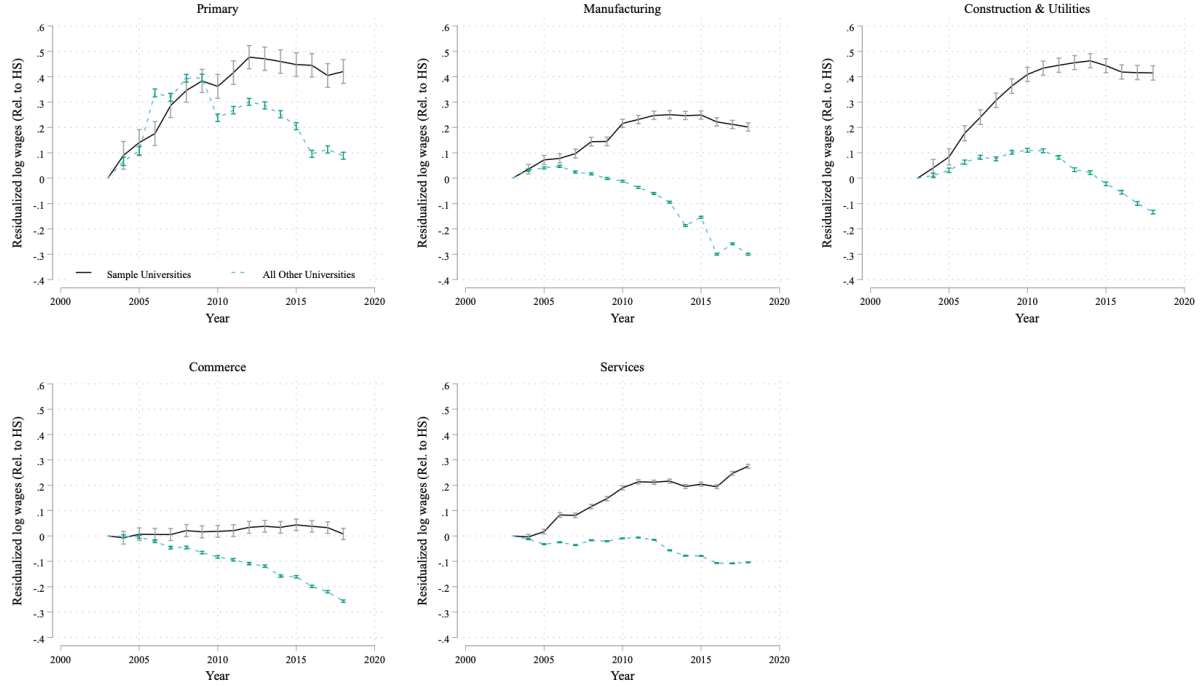 Primary
Residualized log wages (Rel. to HS)
.6
.5
.4
.3
.2
.1
0
-.1
-.2
-.3
-.4
Sample Universities
All Other Universities
2000 2005 2010 2015 2020
Year
Manufacturing
Residualized log wages (Rel. to HS)
.6
.5
.4
.3
.2
.1
0
-.1
-.2
-.3
-.4
2000 2005 2010 2015 2020
Year
Construction & Utilities
Residualized log wages (Rel. to HS)
.6
.5
.4
.3
.2
.1
0
-.1
-.2
-.3
-.4
2000 2005 2010 2015 2020
Year
Commerce
Residualized log wages (Rel. to HS)
.6
.5
.4
.3
.2
.1
0
-.1
-.2
-.3
-.4
2000 2005 2010 2015 2020
Year
Services
Residualized log wages (Rel. to HS)
.6
.5
.4
.3
.2
.1
0
-.1
-.2
-.3
-.4
2000 2005 2010 2015 2020
Year